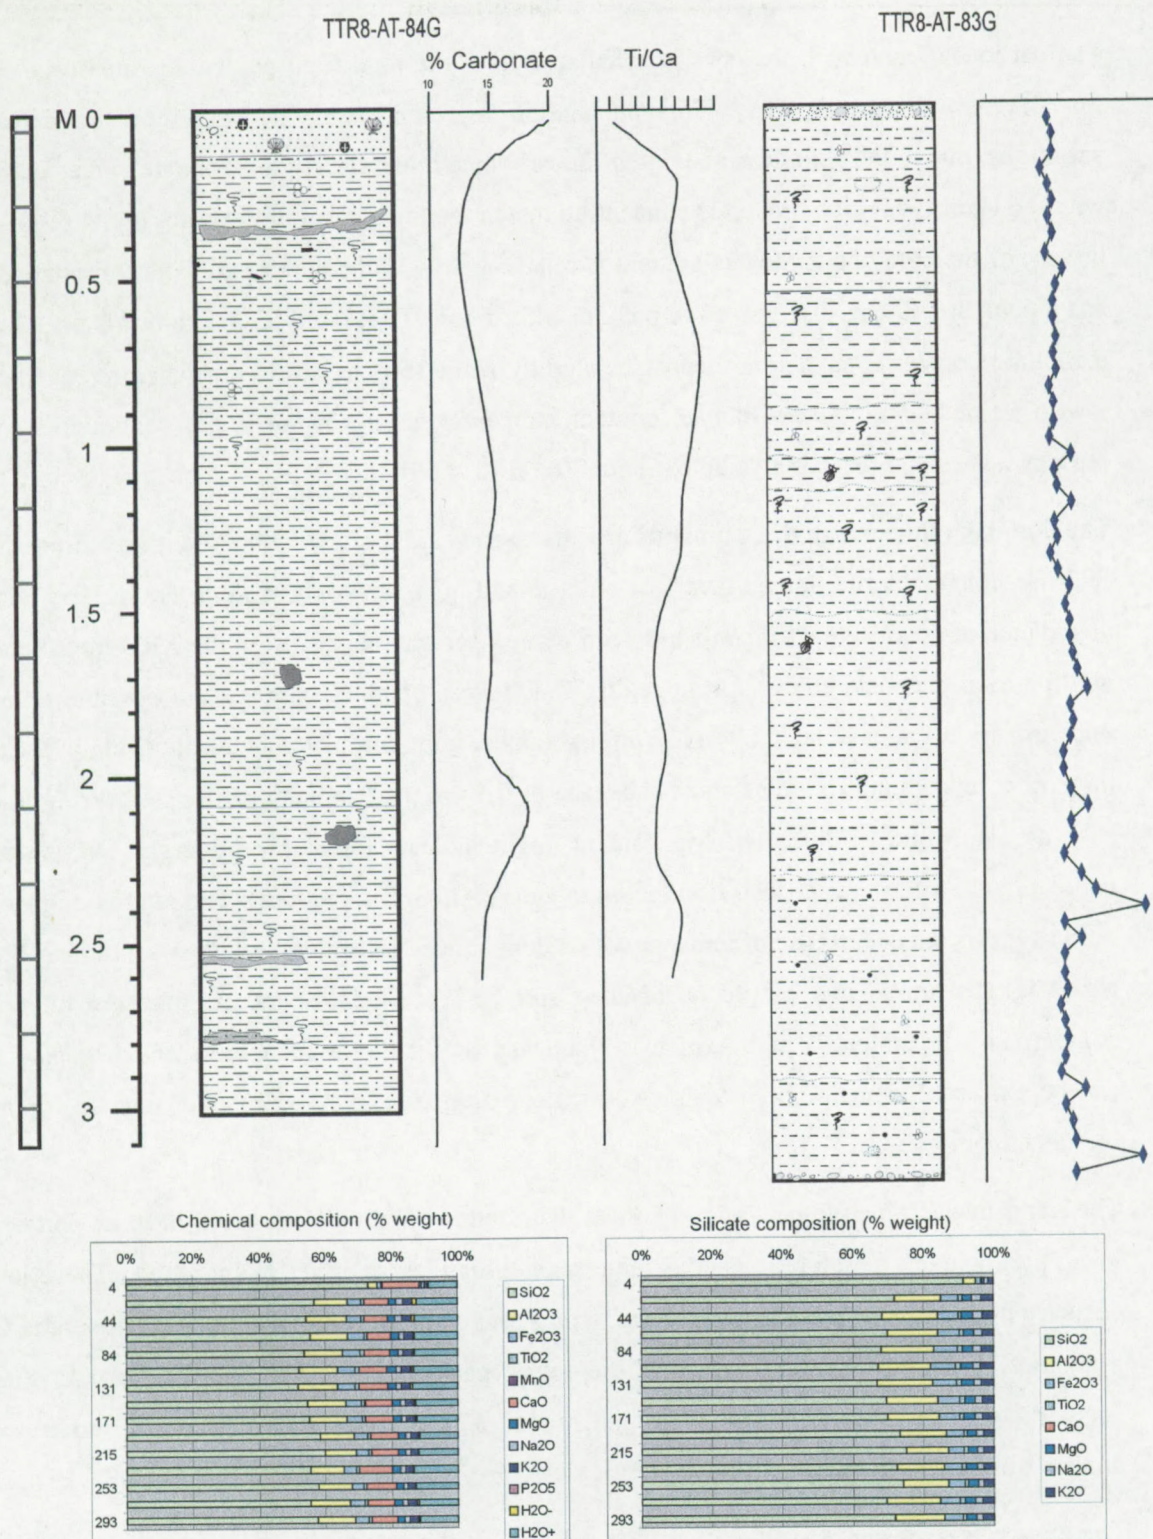 TTR8-AT-84G
TTR8-AT-83G
% Carbonate Ti/Ca
10 15 20
M 0
0.5
1
1.5
2
2.5
3
Chemical composition (% weight)
0% 20% 40% 60% 80% 100%
4
44
84
131
171
215
253
293
SiO2
Al2O3
Fe2O3
TiO2
MnO
CaO
MgO
Na2O
K2O
P2O5
H2O-
H2O+
Silicate composition (% weight)
0% 20% 40% 60% 80% 100%
4
44
84
131
171
215
253
293
SiO2
Al2O3
Fe2O3
TiO2
CaO
MgO
Na2O
K2O